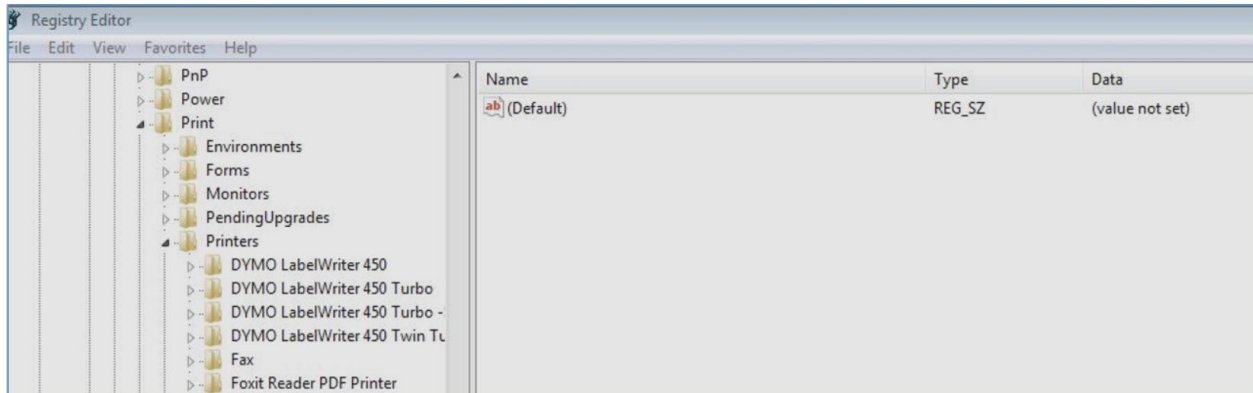 Registry Editor
File Edit View Favorites Help
Name Type Data
(Default) REG_SZ (value not set)
PnP
Power
Print
Environments
Forms
Monitors
PendingUpgrades
Printers
DYMO LabelWriter 450
DYMO LabelWriter 450 Turbo
DYMO LabelWriter 450 Turbo -
DYMO LabelWriter 450 Twin Tu
Fax
Foxit Reader PDF Printer